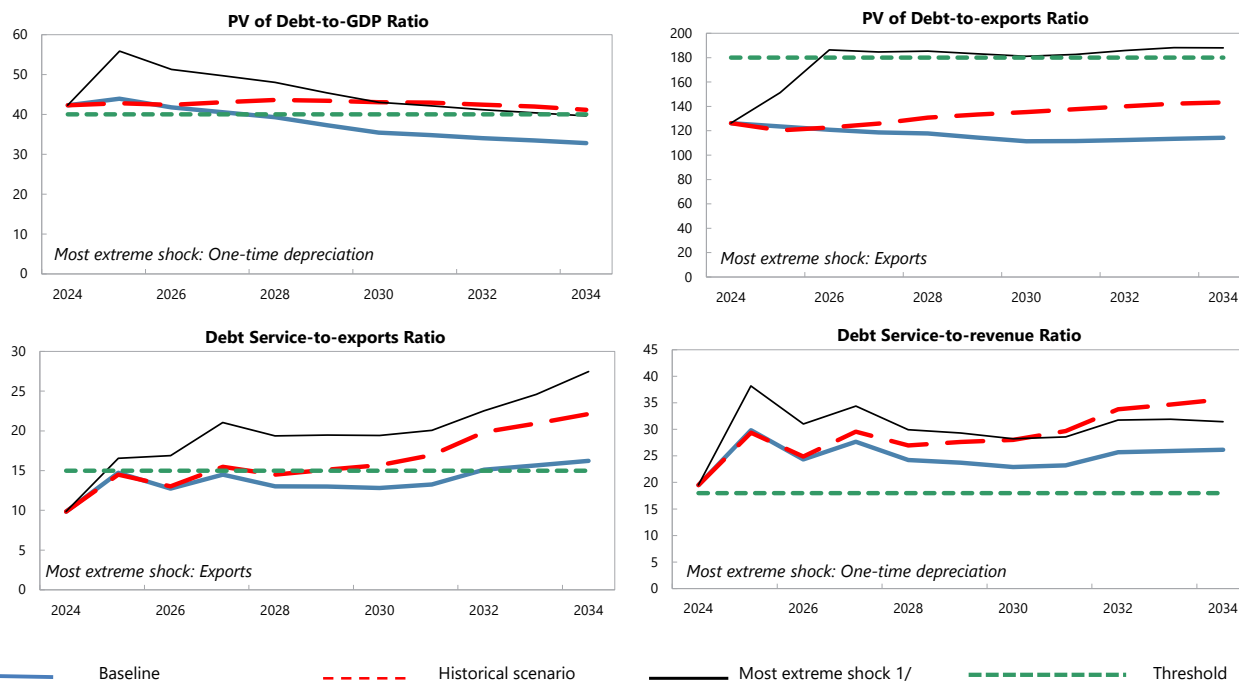 PV of Debt-to-GDP Ratio
60
50
40
30
20
10
0
Most extreme shock: One-time depreciation
2024 2026 2028 2030 2032 2034
PV of Debt-to-exports Ratio
200
180
160
140
120
100
80
60
40
20
0
Most extreme shock: Exports
2024 2026 2028 2030 2032 2034
Debt Service-to-exports Ratio
30
25
20
15
10
5
0
Most extreme shock: Exports
2024 2026 2028 2030 2032 2034
Debt Service-to-revenue Ratio
45
40
35
30
25
20
15
10
5
0
Most extreme shock: One-time depreciation
2024 2026 2028 2030 2032 2034
Baseline Historical scenario Most extreme shock 1/ Threshold